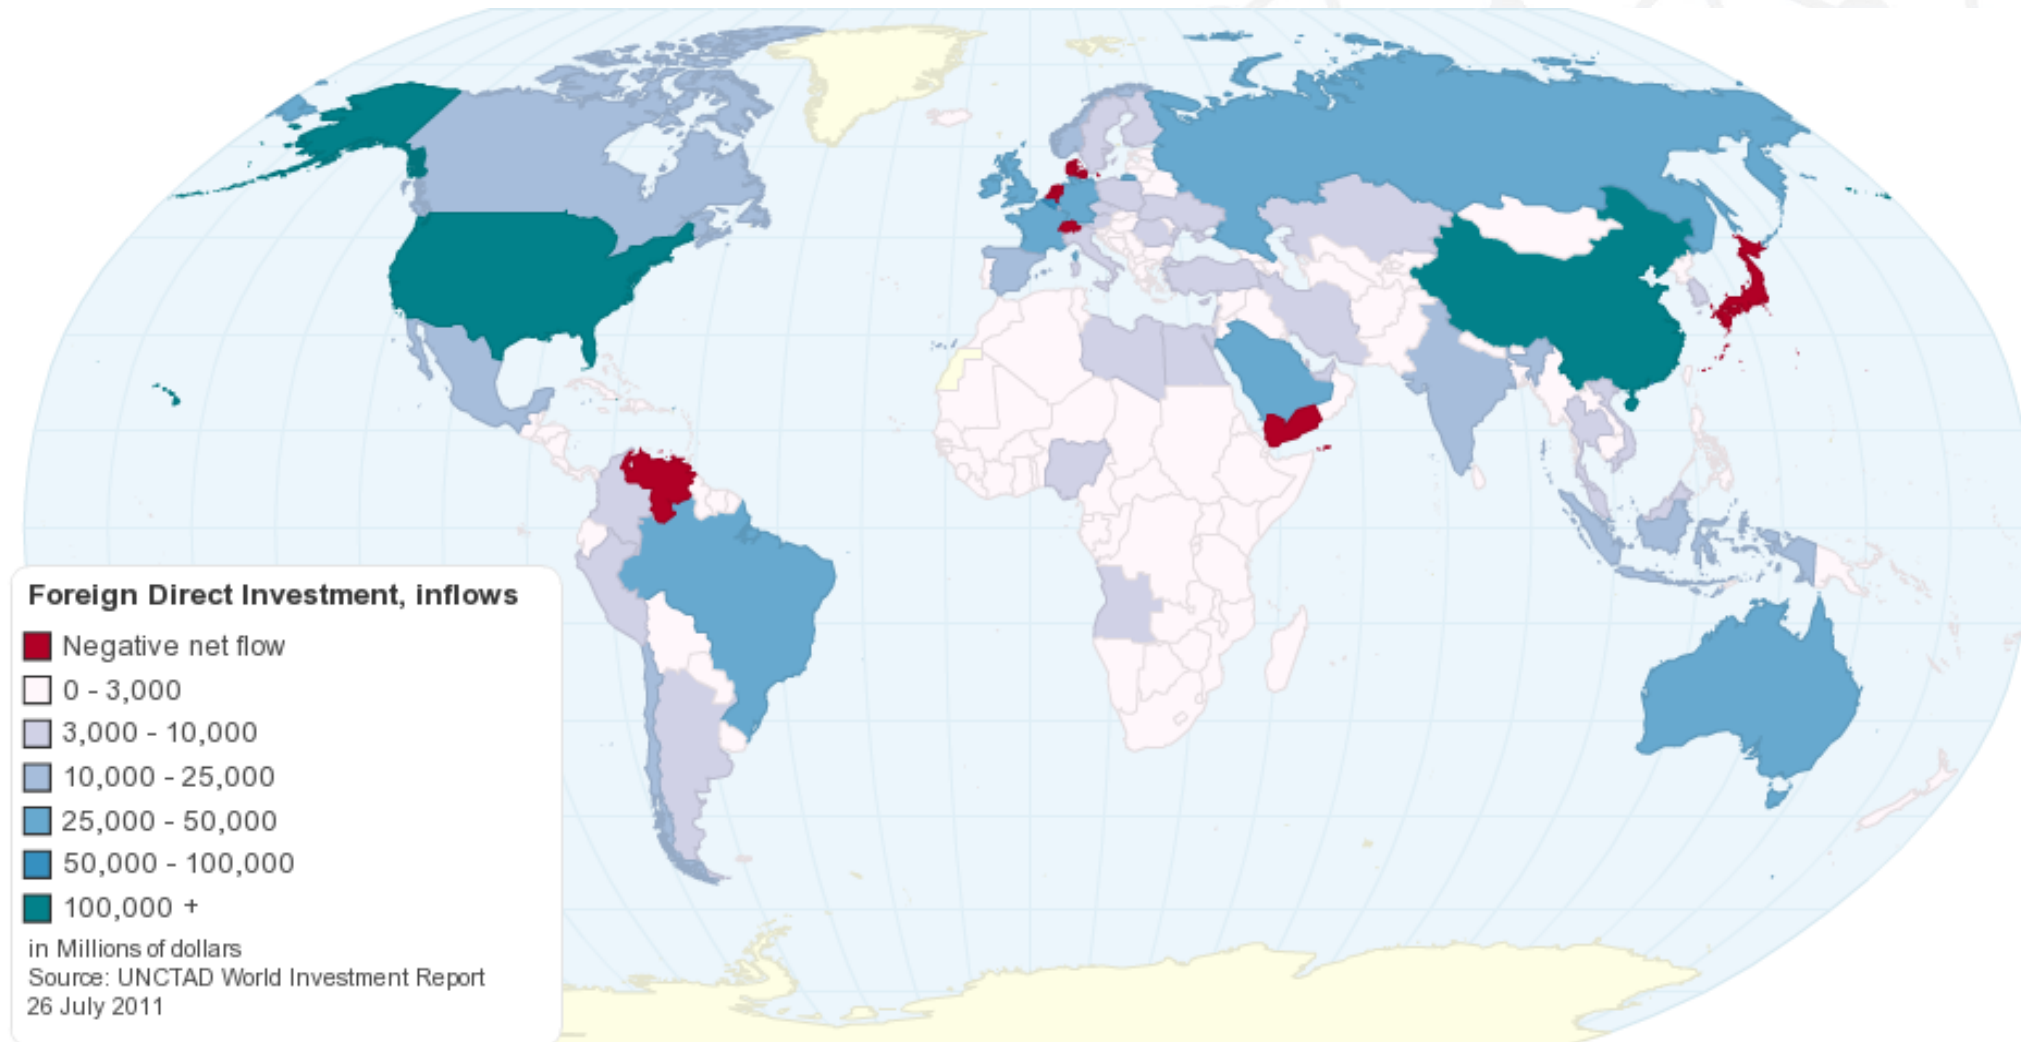 Foreign Direct Investment, inflows
Negative net flow
0 - 3,000
3,000 - 10,000
10,000 - 25,000
25,000 - 50,000
50,000 - 100,000
100,000 +
in Millions of dollars
Source: UNCTAD World Investment Report
26 July 2011